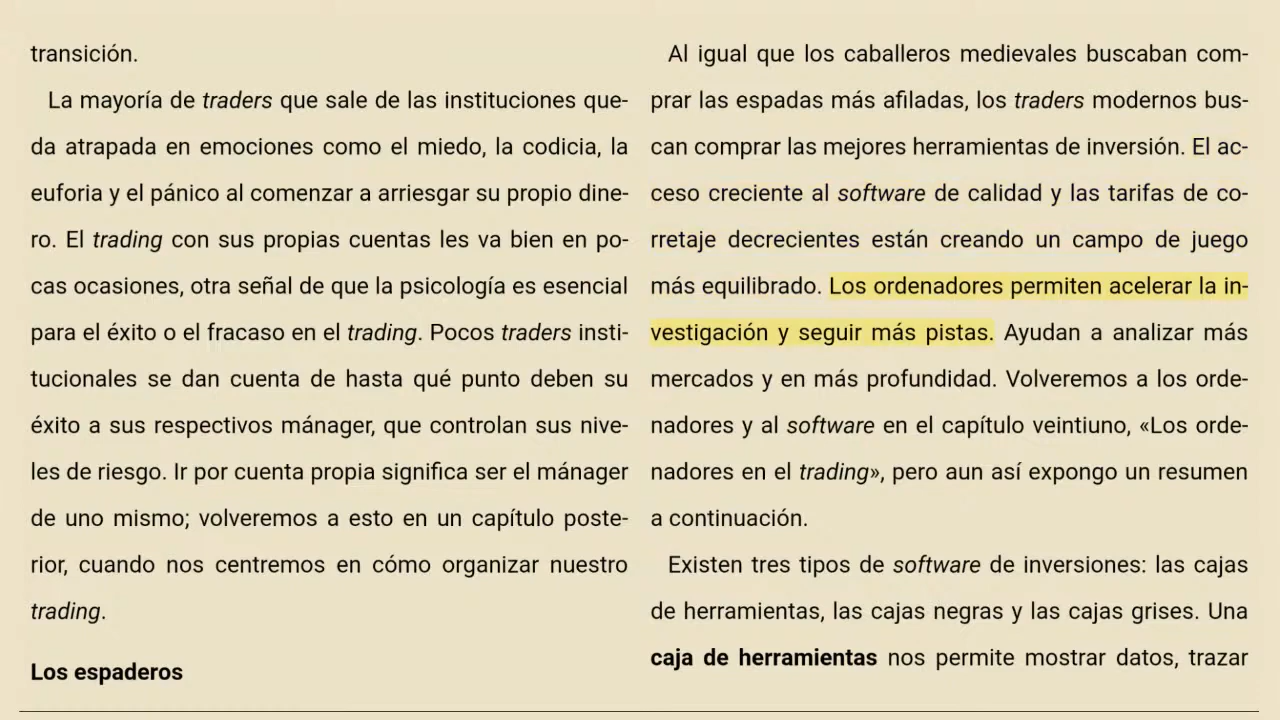 transición.
La mayoría de traders que sale de las instituciones que-
da atrapada en emociones como el miedo, la codicia, la
euforia y el pánico al comenzar a arriesgar su propio dine-
ro. El trading con sus propias cuentas les va bien en po-
cas ocasiones, otra señal de que la psicología es esencial
para el éxito o el fracaso en el trading. Pocos traders insti-
tucionales se dan cuenta de hasta qué punto deben su
éxito a sus respectivos mánager, que controlan sus nive-
les de riesgo. Ir por cuenta propia significa ser el mánager
de uno mismo; volveremos a esto en un capítulo poste-
rior, cuando nos centremos en cómo organizar nuestro
trading.
Los espaderos
Al igual que los caballeros medievales buscaban com-
prar las espadas más afiladas, los traders modernos bus-
can comprar las mejores herramientas de inversión. El ac-
ceso creciente al software de calidad y las tarifas de co-
rretaje decrecientes están creando un campo de juego
más equilibrado. Los ordenadores permiten acelerar la in-
vestigación y seguir más pistas. Ayudan a analizar más
mercados y en más profundidad. Volveremos a los orde-
nadores y al software en el capítulo veintiuno, «Los orde-
nadores en el trading», pero aun así expongo un resumen
a continuación.
Existen tres tipos de software de inversiones: las cajas
de herramientas, las cajas negras y las cajas grises. Una
caja de herramientas nos permite mostrar datos, trazar